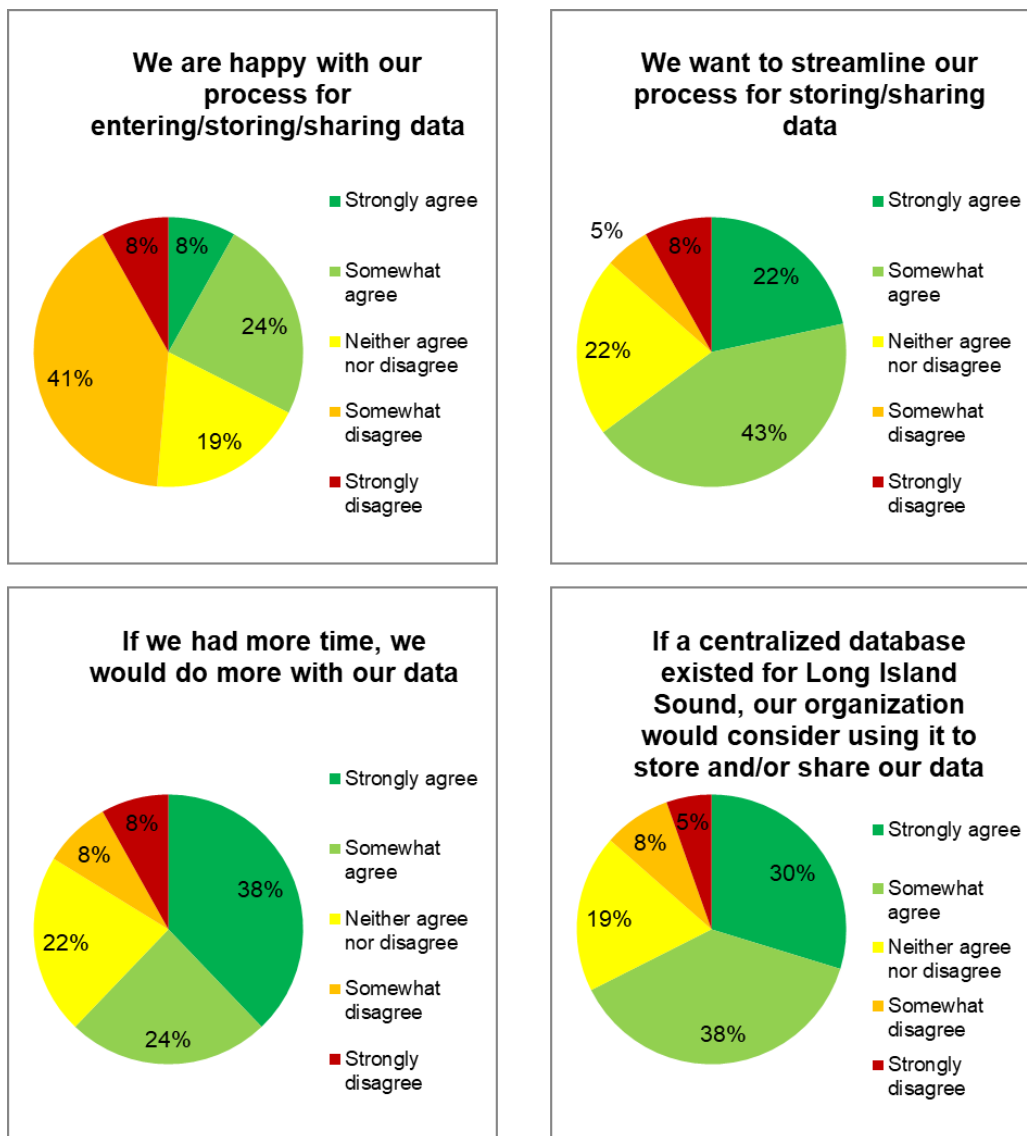 We are happy with our
process for
entering/storing/sharing data
Strongly agree
Somewhat
agree
Neither agree
nor disagree
Somewhat
disagree
Strongly
disagree
8%
24%
19%
41%
8%
We want to streamline our
process for storing/sharing
data
Strongly agree
Somewhat
agree
Neither agree
nor disagree
Somewhat
disagree
Strongly
disagree
22%
43%
22%
5%
8%
If we had more time, we
would do more with our data
Strongly agree
Somewhat
agree
Neither agree
nor disagree
Somewhat
disagree
Strongly
disagree
38%
24%
22%
8%
8%
If a centralized database
existed for Long Island
Sound, our organization
would consider using it to
store and/or share our data
Strongly agree
Somewhat
agree
Neither agree
nor disagree
Somewhat
disagree
Strongly
disagree
30%
38%
19%
8%
5%